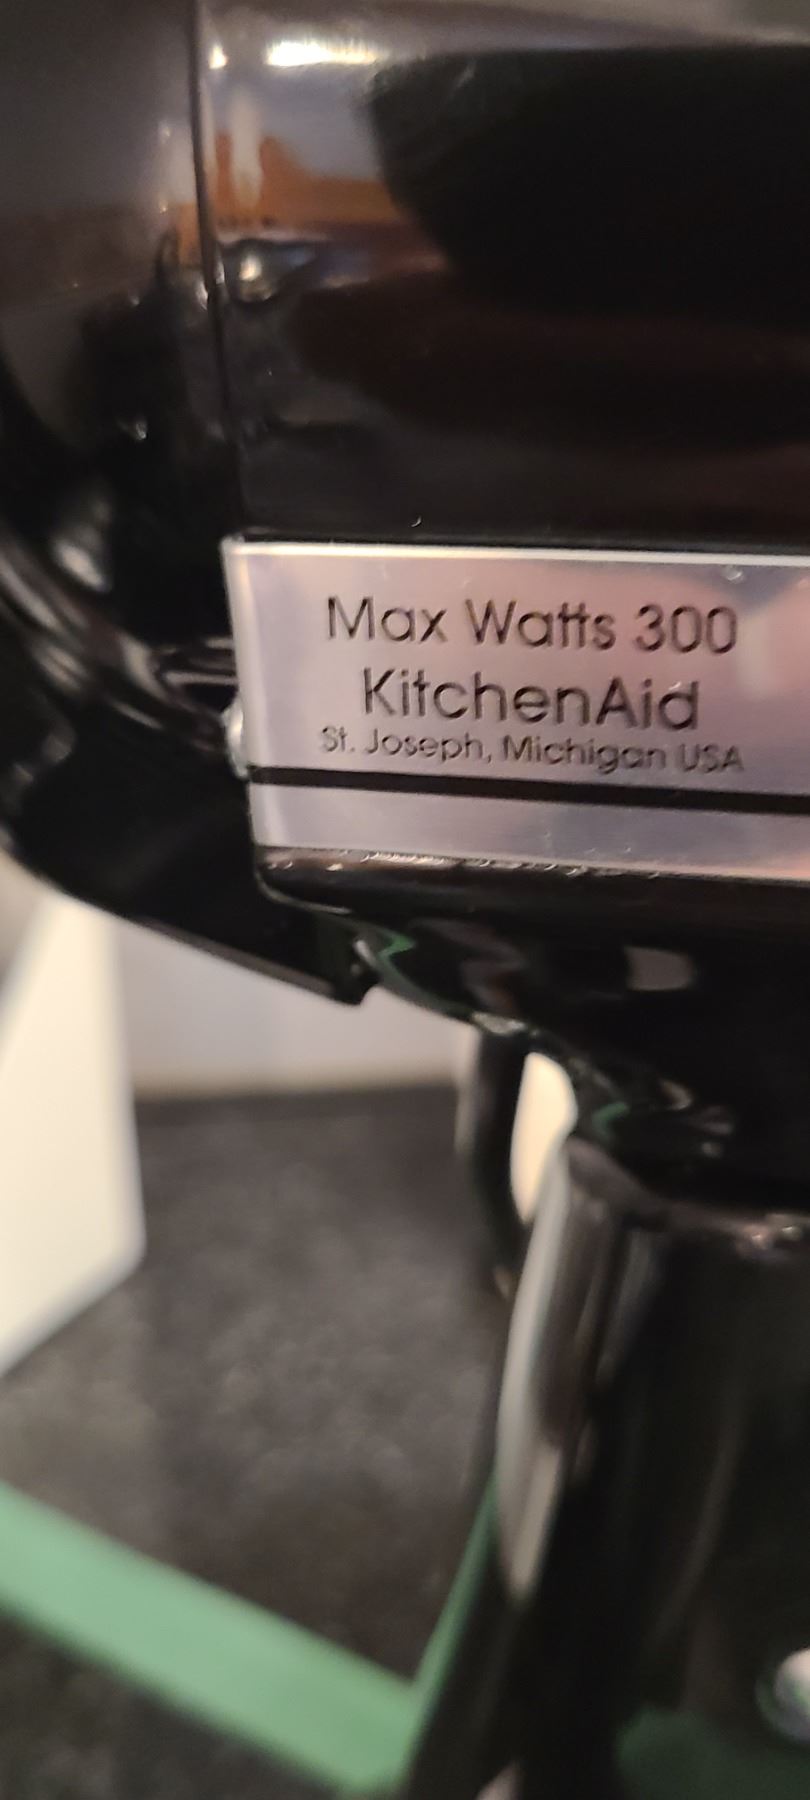 Max Watts 300
KitchenAid
St. Joseph, Michigan USA